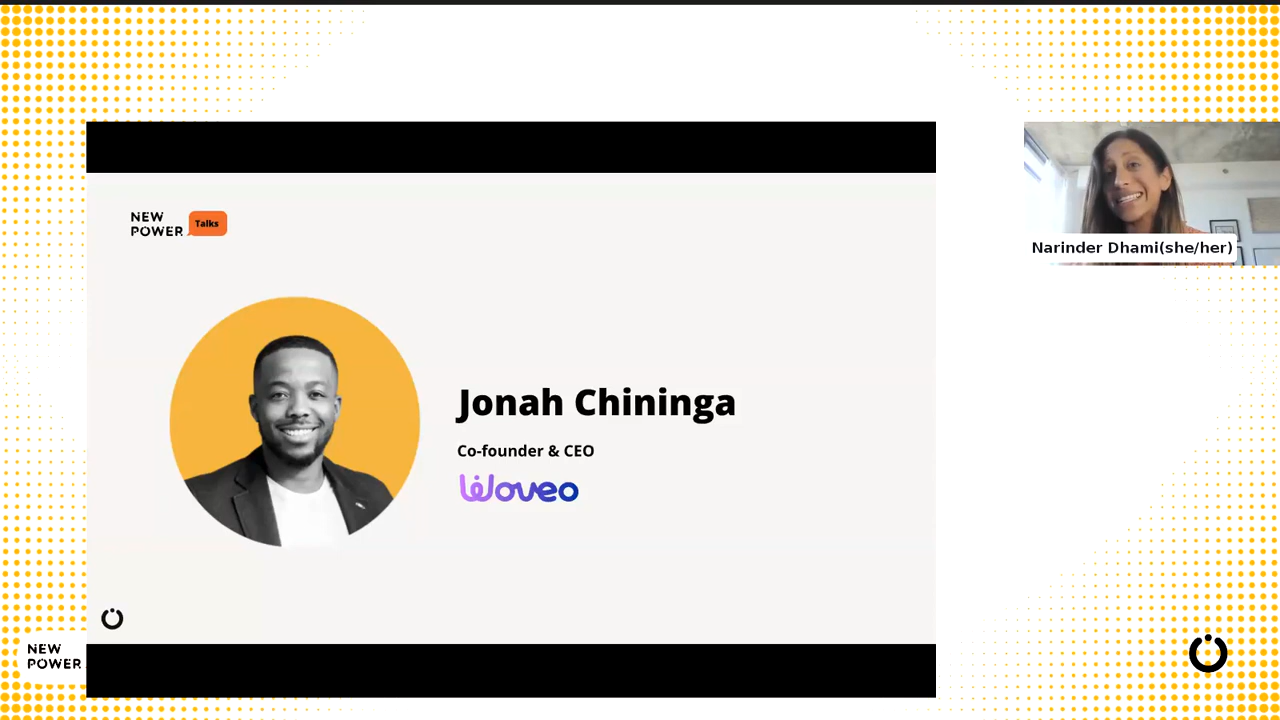 NEW
POWER
Talks
Jonah Chininga
Co-founder & CEO
Woveo
Narinder Dhami(she/her)
NEW
POWER